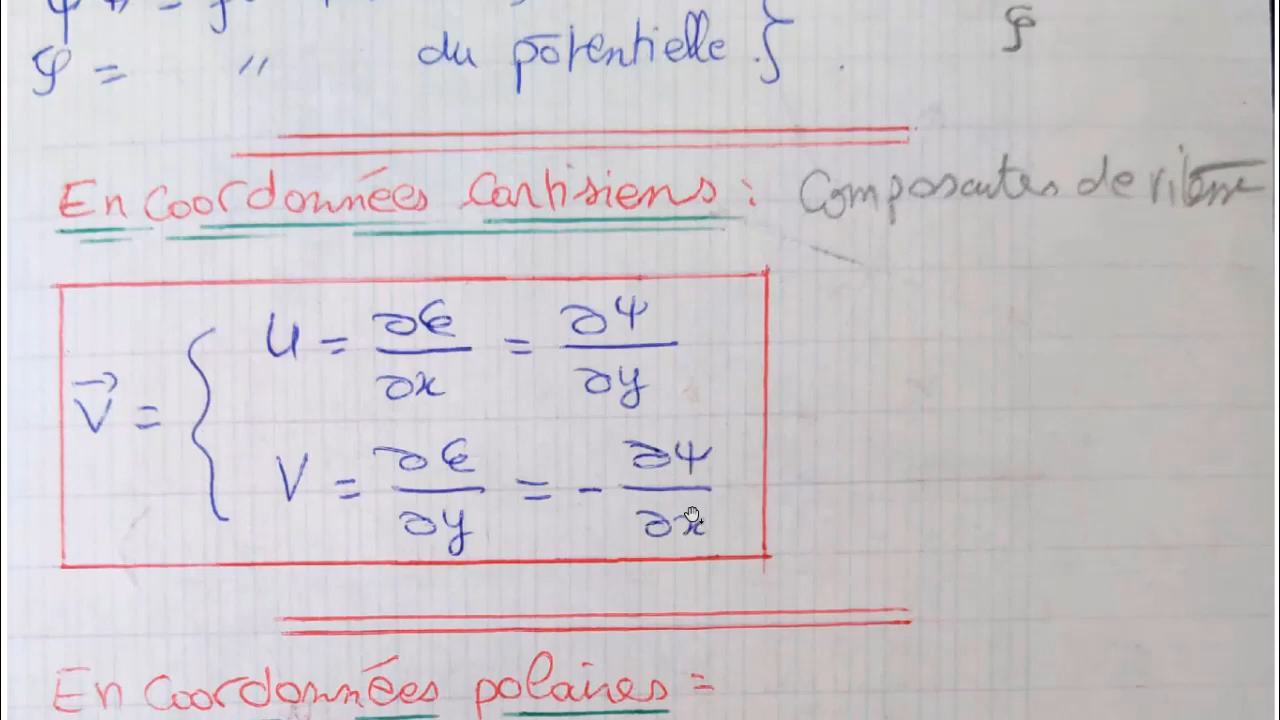 φ = " du potentielle }.
φ
En Coordonnées Cartisiens : Composantes de vitesse
V⃗ = {
U = ∂φ/∂x = ∂Ψ/∂y
V = ∂φ/∂y = - ∂Ψ/∂x
En Coordonnées polaires =